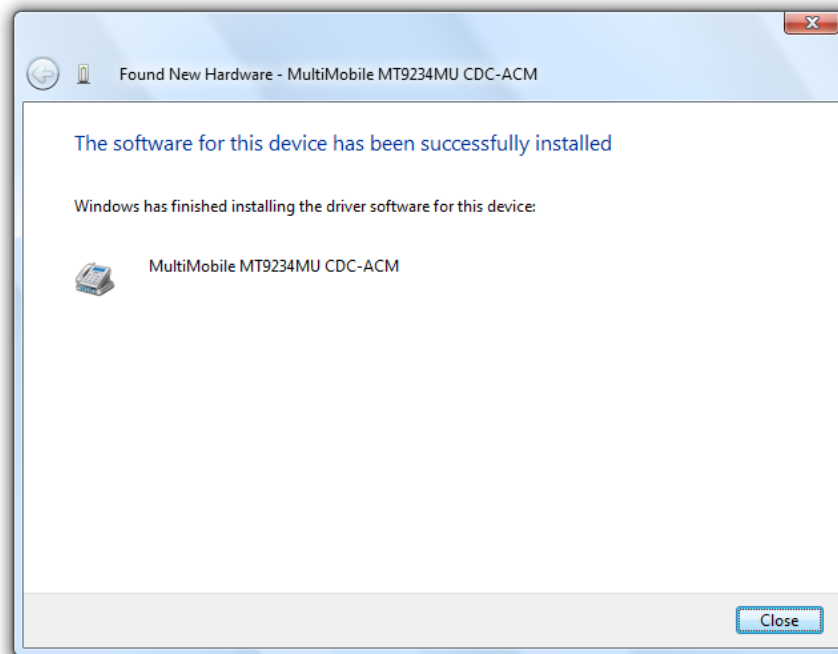 Found New Hardware - MultiMobile MT9234MU CDC-ACM
The software for this device has been successfully installed
Windows has finished installing the driver software for this device:
MultiMobile MT9234MU CDC-ACM
Close